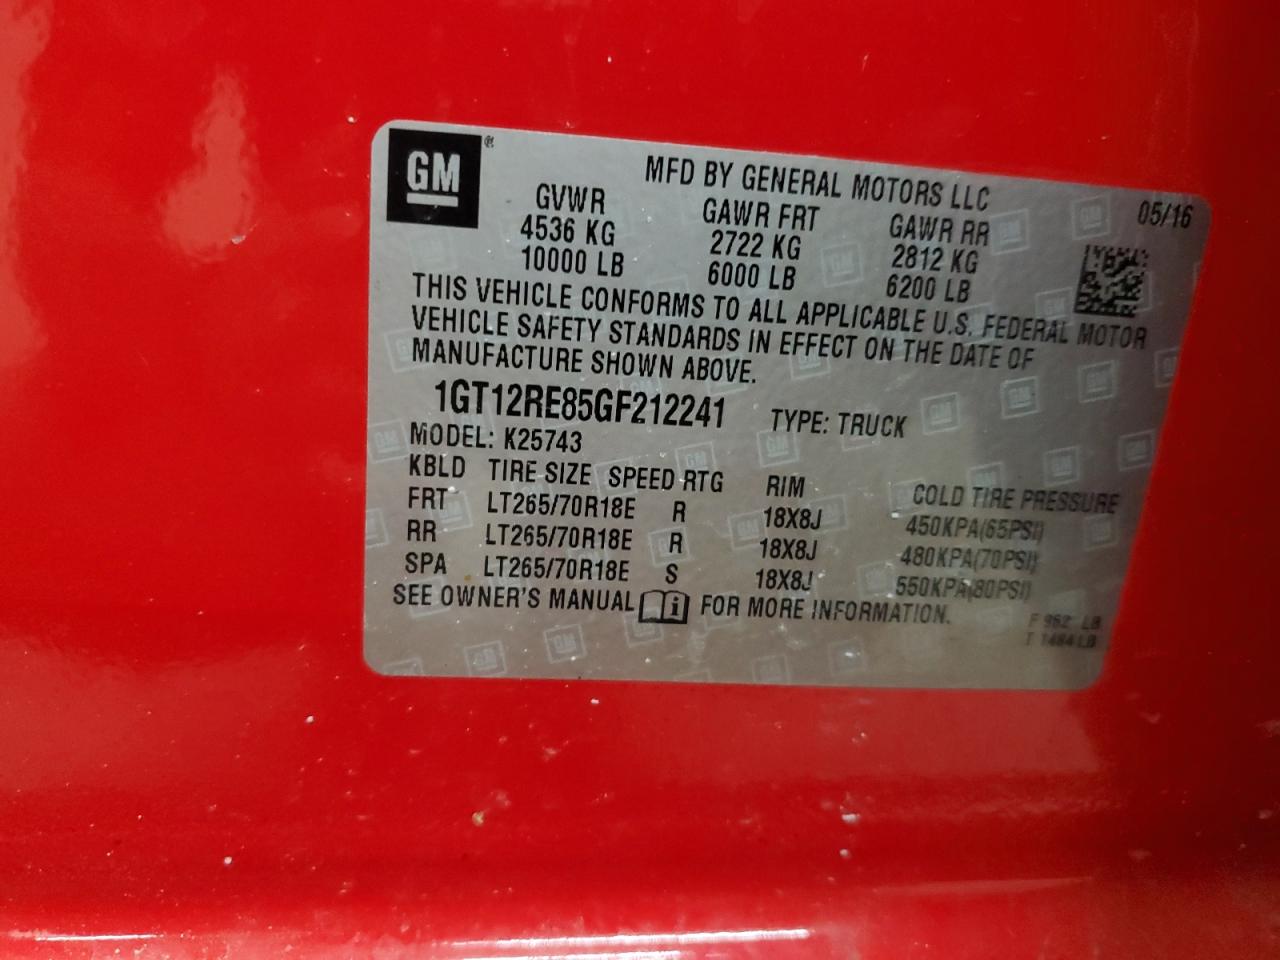 GM®
MFD BY GENERAL MOTORS LLC
05/16
GVWR GAWR FRT GAWR RR
4536 KG 2722 KG 2812 KG
10000 LB 6000 LB 6200 LB
THIS VEHICLE CONFORMS TO ALL APPLICABLE U.S. FEDERAL MOTOR
VEHICLE SAFETY STANDARDS IN EFFECT ON THE DATE OF
MANUFACTURE SHOWN ABOVE.
1GT12RE85GF212241 TYPE: TRUCK
MODEL: K25743
KBLD TIRE SIZE SPEED RTG RIM COLD TIRE PRESSURE
FRT LT265/70R18E R 18X8J 450KPA(65PSI)
RR LT265/70R18E R 18X8J 480KPA(70PSI)
SPA LT265/70R18E S 18X8J 550KPA(80PSI)
SEE OWNER'S MANUAL FOR MORE INFORMATION.
F 962 LB
T 1484 LB